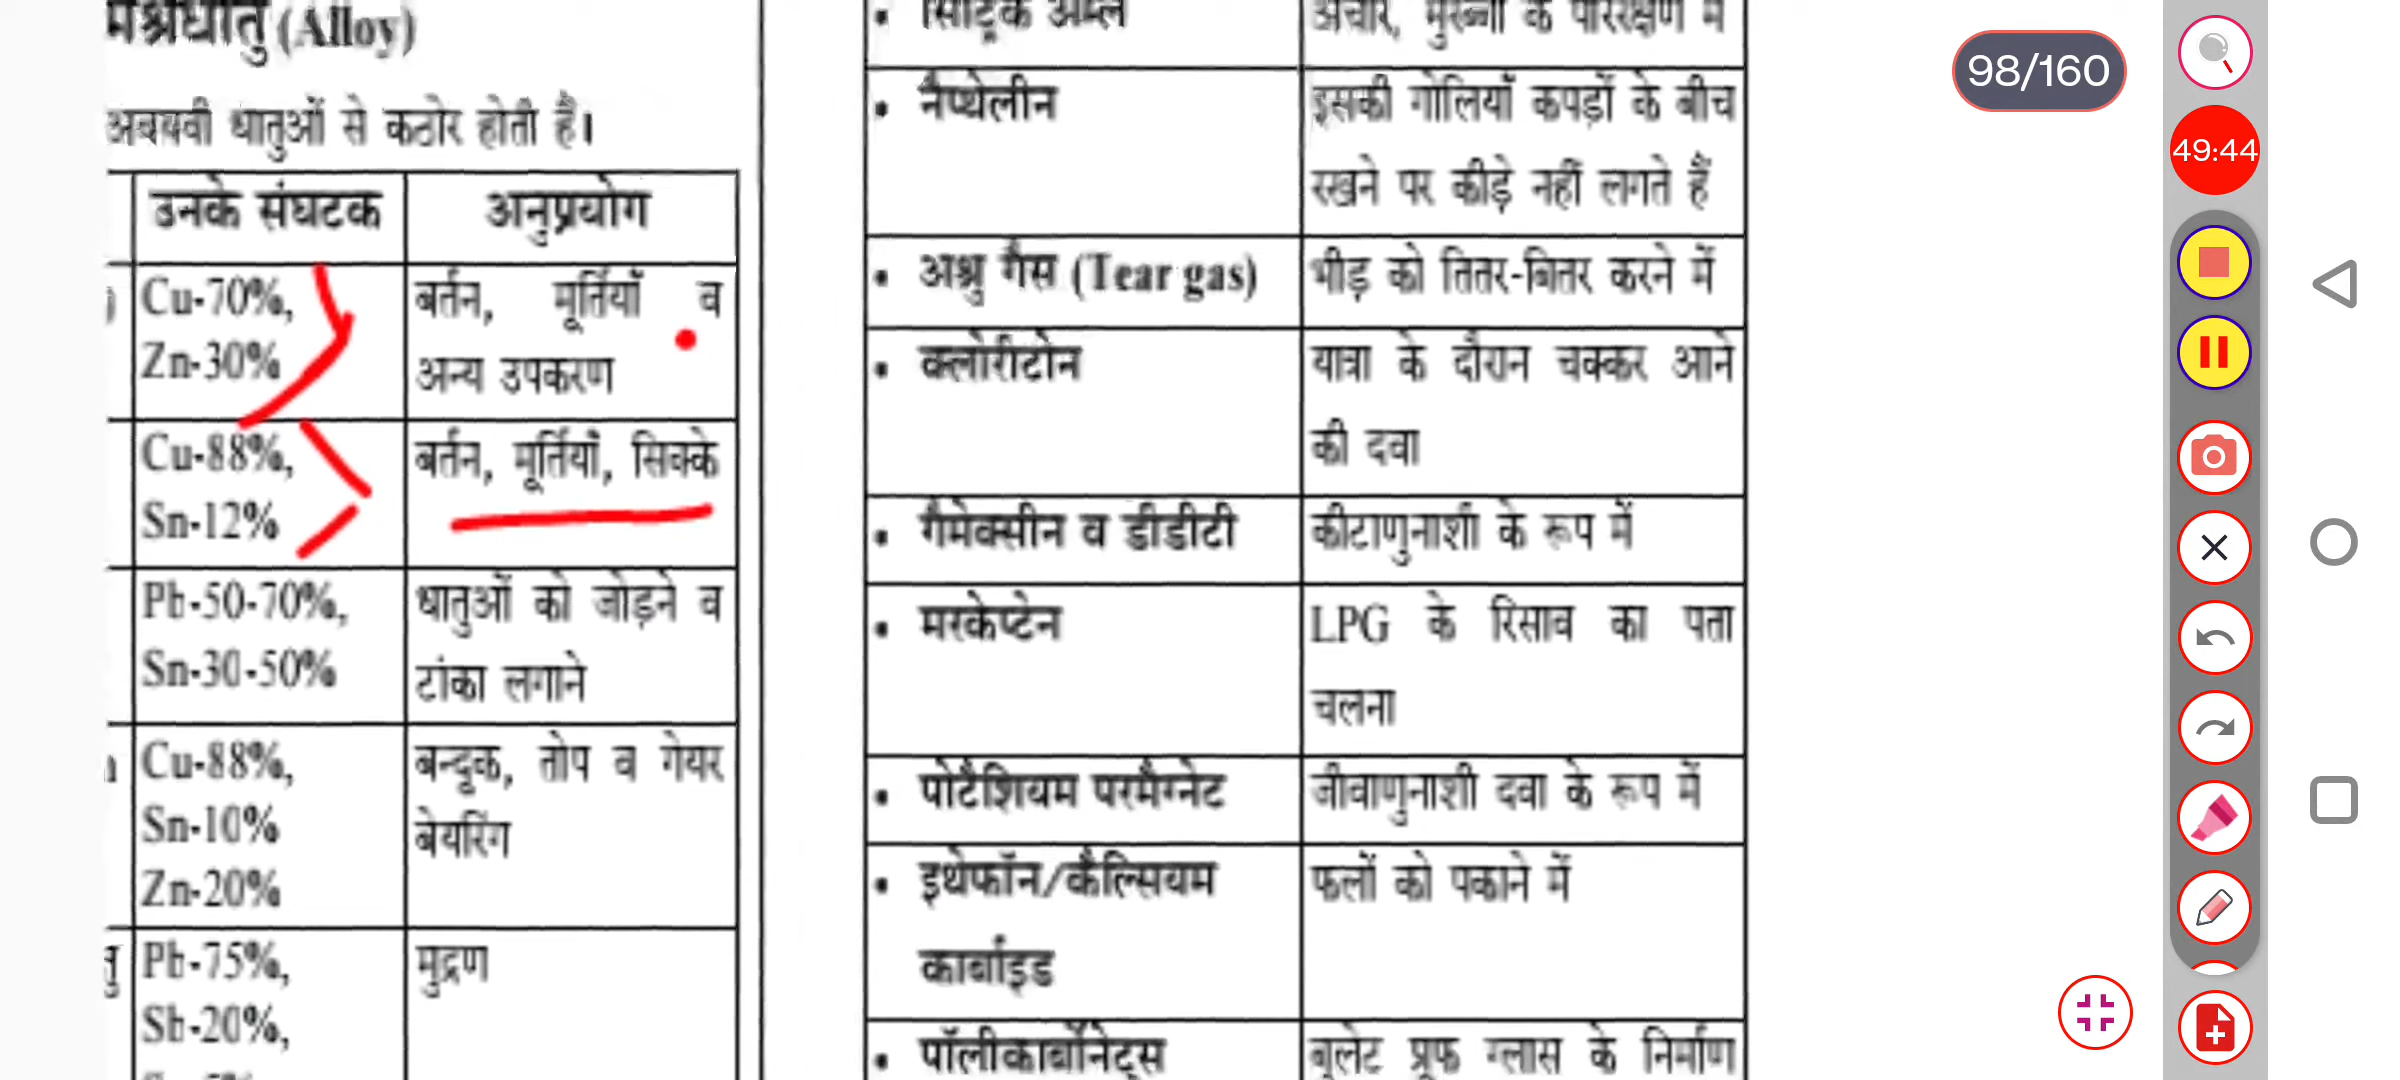 मिश्रधातु (Alloy)
अवयवी धातुओं से कठोर होती हैं।
उनके संघटक अनुप्रयोग
Cu-70%,
Zn-30%
बर्तन, मूर्तियाँ व
अन्य उपकरण
Cu-88%,
Sn-12%
बर्तन, मूर्तियाँ, सिक्के
Pb-50-70%,
Sn-30-50%
धातुओं को जोड़ने व
टांका लगाने
Cu-88%,
Sn-10%
Zn-20%
बन्दूक, तोप व गेयर
बेयरिंग
Pb-75%,
Sb-20%,
मुद्रण
• सिट्रिक अम्ल
अचार, मुरब्बा के परिरक्षण में
• नैफ्थेलीन
इसकी गोलियाँ कपड़ों के बीच
रखने पर कीड़े नहीं लगते हैं
• अश्रु गैस (Tear gas)
भीड़ को तितर-बितर करने में
• क्लोरीटोन
यात्रा के दौरान चक्कर आने
की दवा
• गैमेक्सीन व डीडीटी
कीटाणुनाशी के रूप में
• मरकेप्टेन
LPG के रिसाव का पता
चलना
• पोटैशियम परमैग्नेट
जीवाणुनाशी दवा के रूप में
• इथेफॉन/कैल्सियम
कार्बाइड
फलों को पकाने में
• पॉलीकार्बोनेट्स
बुलेट प्रूफ ग्लास के निर्माण
98/160
49:44